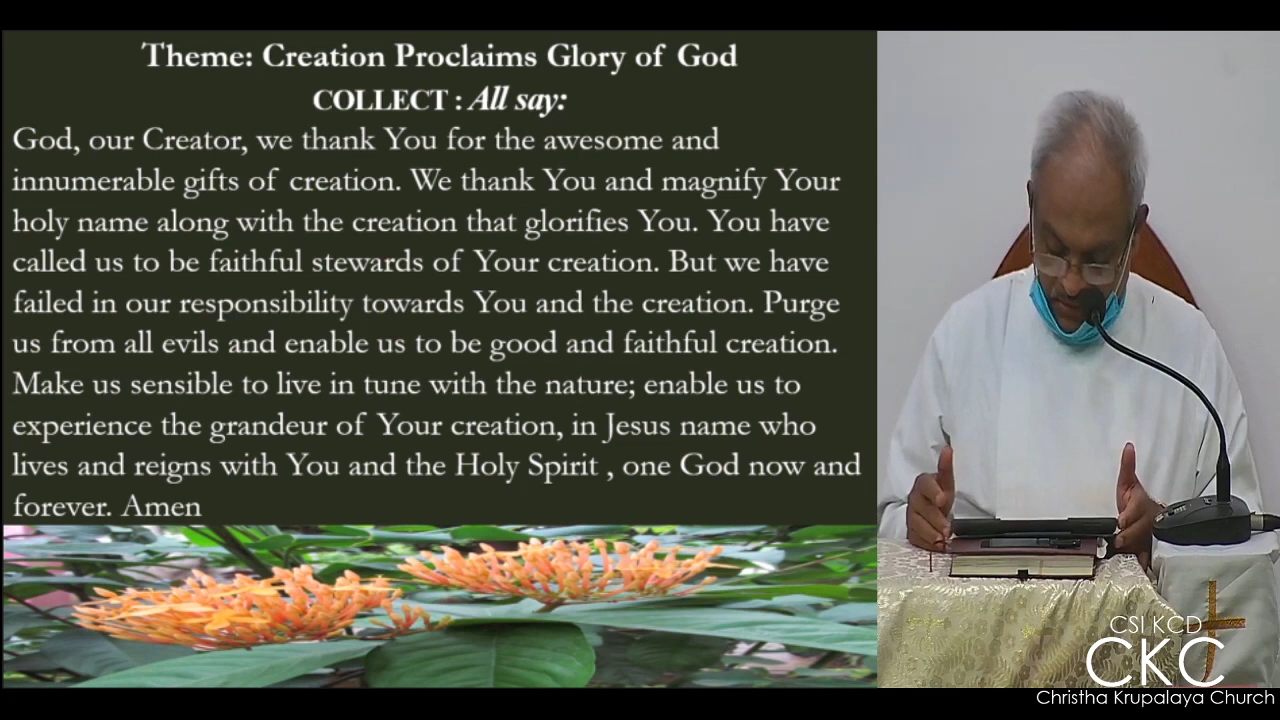 Theme: Creation Proclaims Glory of God
COLLECT : All say:
God, our Creator, we thank You for the awesome and
innumerable gifts of creation. We thank You and magnify Your
holy name along with the creation that glorifies You. You have
called us to be faithful stewards of Your creation. But we have
failed in our responsibility towards You and the creation. Purge
us from all evils and enable us to be good and faithful creation.
Make us sensible to live in tune with the nature; enable us to
experience the grandeur of Your creation, in Jesus name who
lives and reigns with You and the Holy Spirit , one God now and
forever. Amen
CSI KCD
CKC
Christha Krupalaya Church